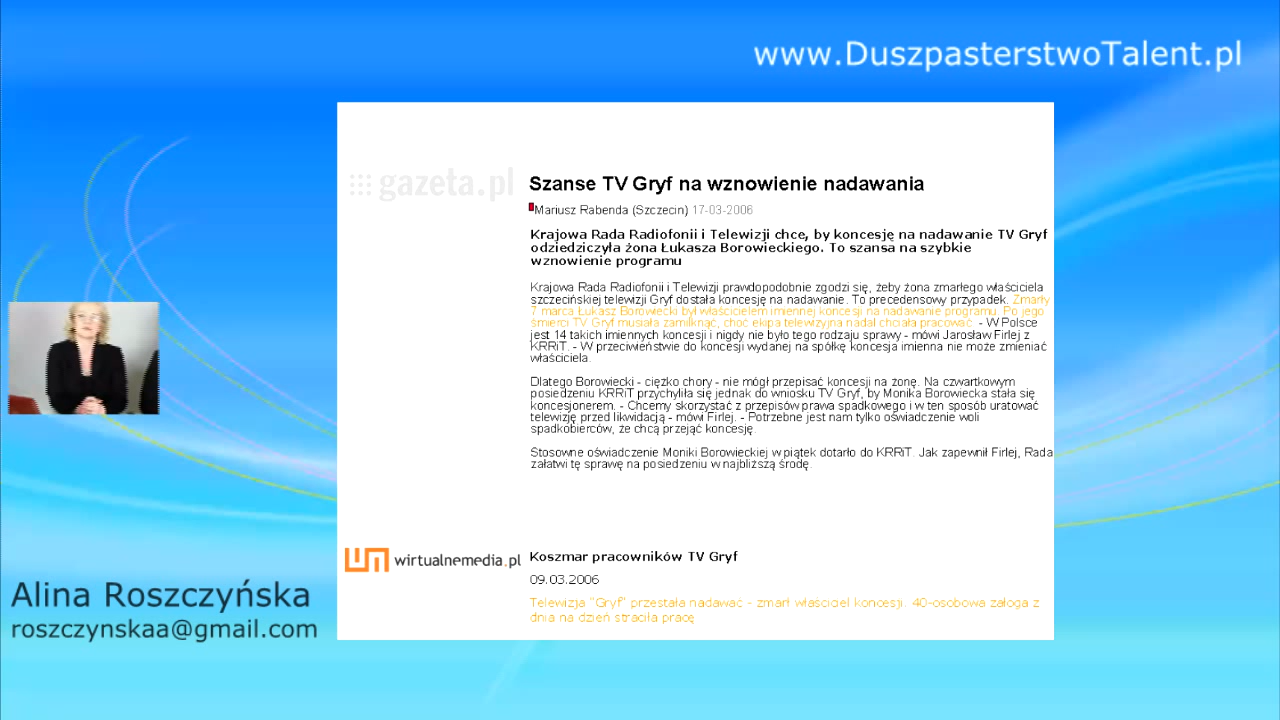 www.DuszpasterstwoTalent.pl
gazeta.pl
Szanse TV Gryf na wznowienie nadawania
Mariusz Rabenda (Szczecin) 17-03-2006
Krajowa Rada Radiofonii i Telewizji chce, by koncesję na nadawanie TV Gryf
odziedziczyła żona Łukasza Borowieckiego. To szansa na szybkie
wznowienie programu
Krajowa Rada Radiofonii i Telewizji prawdopodobnie zgodzi się, żeby żona zmarłego właściciela
szczecińskiej telewizji Gryf dostała koncesję na nadawanie. To precedensowy przypadek. Zmarły
7 marca Łukasz Borowiecki był właścicielem imiennej koncesji na nadawanie programu. Po jego
śmierci TV Gryf musiała zamilknąć, choć ekipa telewizyjna nadal chciała pracować. - W Polsce
jest 14 takich imiennych koncesji i nigdy nie było tego rodzaju sprawy - mówi Jarosław Firlej z
KRRiT. - W przeciwieństwie do koncesji wydanej na spółkę koncesja imienna nie może zmieniać
właściciela.
Dlatego Borowiecki - ciężko chory - nie mógł przepisać koncesji na żonę. Na czwartkowym
posiedzeniu KRRiT przychyliła się jednak do wniosku TV Gryf, by Monika Borowiecka stała się
koncesjonerem. - Chcemy skorzystać z przepisów prawa spadkowego i w ten sposób uratować
telewizję przed likwidacją - mówi Firlej. - Potrzebne jest nam tylko oświadczenie woli
spadkobierców, że chcą przejąć koncesję.
Stosowne oświadczenie Moniki Borowieckiej w piątek dotarło do KRRiT. Jak zapewnił Firlej, Rada
załatwi tę sprawę na posiedzeniu w najbliższą środę.
wirtualnemedia.pl
Koszmar pracowników TV Gryf
09.03.2006
Telewizja "Gryf" przestała nadawać - zmarł właściciel koncesji. 40-osobowa załoga z
dnia na dzień straciła pracę
Alina Roszczyńska
roszczynskaa@gmail.com